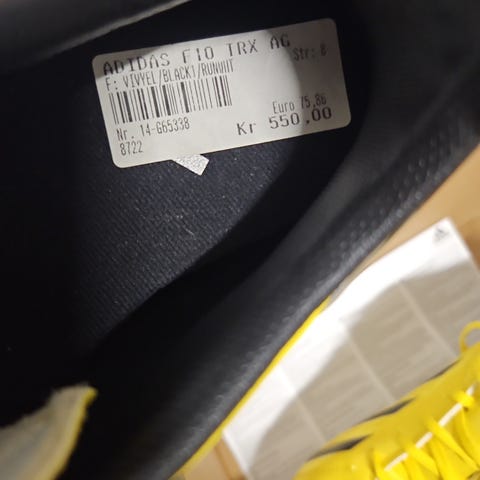 ADIDAS F10 TRX AG
F: VIVYEL/BLACK1/RUNWHT
Str: 8
Nr. 14-G65338
8722
Euro 75,86
Kr 550,00